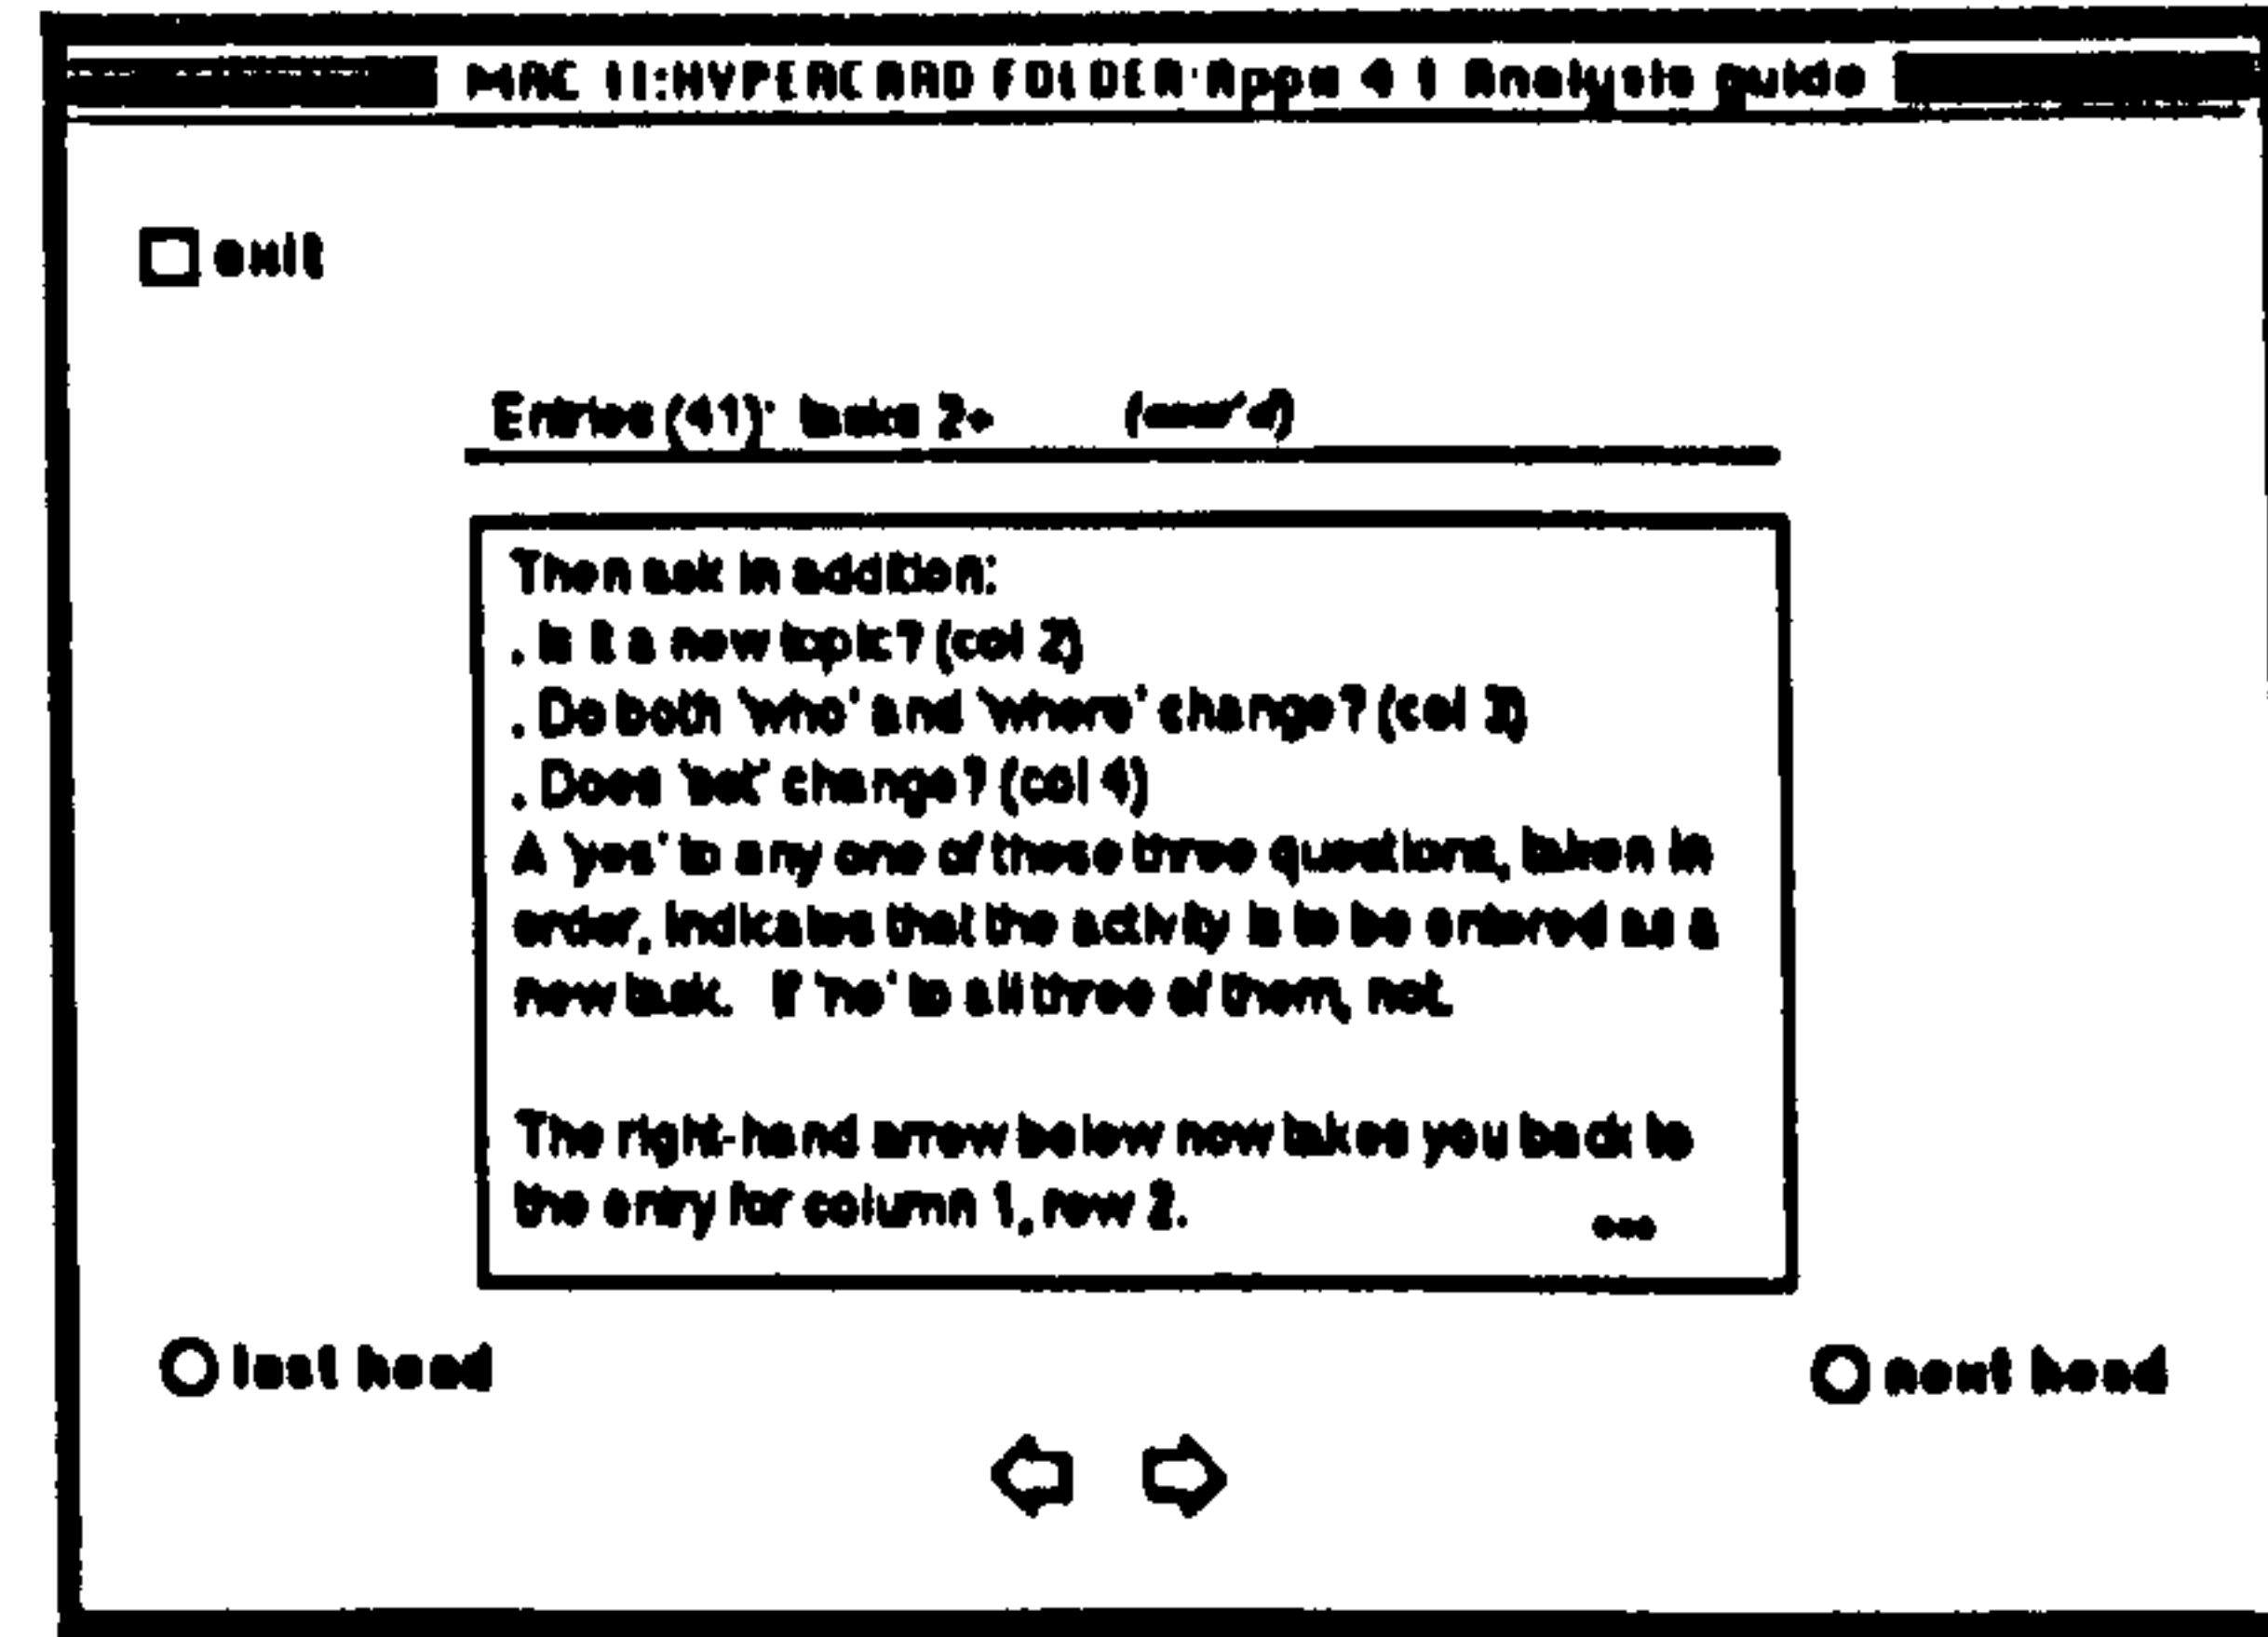 MAC II:HYPERCARD FOLDER:Appx 4 1 Analysis guide
exit
Entries (41): tasks 2+ (cont'd)
Then ask in addition:
. Is it a new topic? (col 2)
. Do both 'who' and 'where' change? (col 3)
. Does 'set' change? (col 4)
A 'yes' to any one of these three questions, taken in
order, indicates that the activity is to be entered as a
new task. If 'no' to all three of them, not.
The right-hand arrow below now takes you back to
the entry for column 1, row 2.
last head
next head